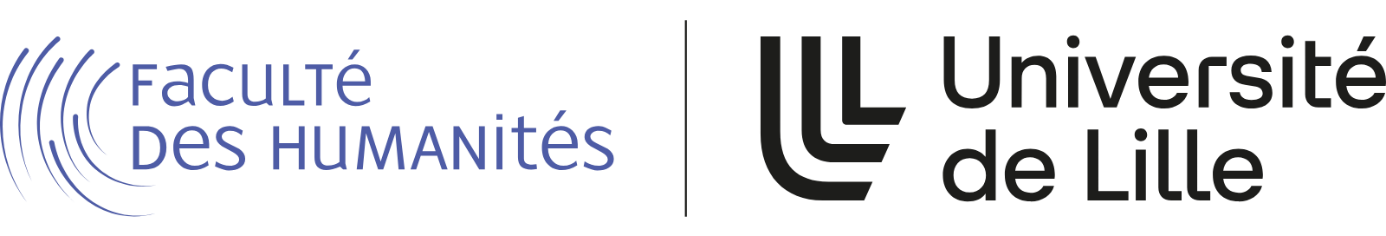 Faculté
des Humanités
Université
de Lille